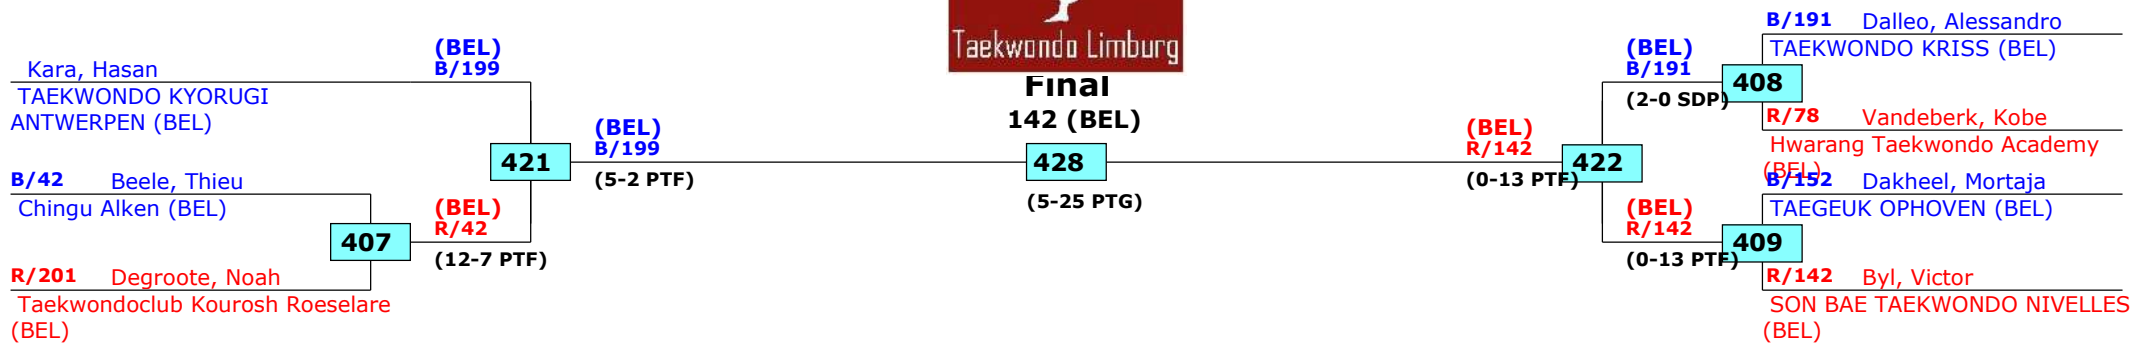 Taekwondo Limburg
Final
142 (BEL)
428
(5-25 PTG)
Kara, Hasan
TAEKWONDO KYORUGI
ANTWERPEN (BEL)
(BEL)
B/199
B/42 Beele, Thieu
Chingu Alken (BEL)
407
R/201 Degroote, Noah
Taekwondoclub Kourosh Roeselare
(BEL)
(BEL)
R/42
(12-7 PTF)
421
(BEL)
B/199
(5-2 PTF)
(BEL)
R/142
(0-13 PTF)
422
(BEL)
B/191
(2-0 SDP)
408
B/191 Dalleo, Alessandro
TAEKWONDO KRISS (BEL)
R/78 Vandeberk, Kobe
Hwarang Taekwondo Academy
(BEL)
B/152 Dakheel, Mortaja
TAEGEUK OPHOVEN (BEL)
(BEL)
R/142
(0-13 PTF)
409
R/142 Byl, Victor
SON BAE TAEKWONDO NIVELLES
(BEL)